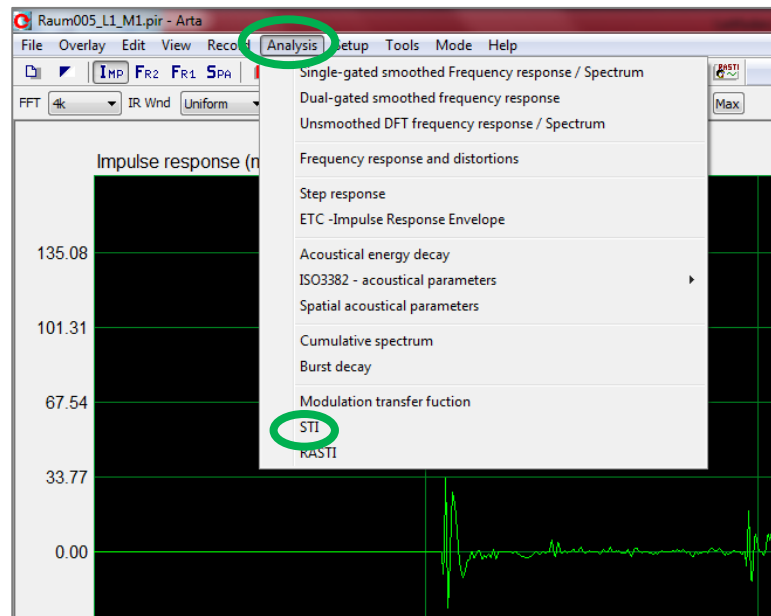 Raum005_L1_M1.pir - Arta
File Overlay Edit View Record Analysis Setup Tools Mode Help
IMP FR2 FR1 SPA RASTI
FFT 4k IR Wnd Uniform Max
Single-gated smoothed Frequency response / Spectrum
Dual-gated smoothed frequency response
Unsmoothed DFT frequency response / Spectrum
Frequency response and distortions
Step response
ETC -Impulse Response Envelope
Acoustical energy decay
ISO3382 - acoustical parameters
Spatial acoustical parameters
Cumulative spectrum
Burst decay
Modulation transfer fuction
STI
RASTI
Impulse response (m
135.08
101.31
67.54
33.77
0.00